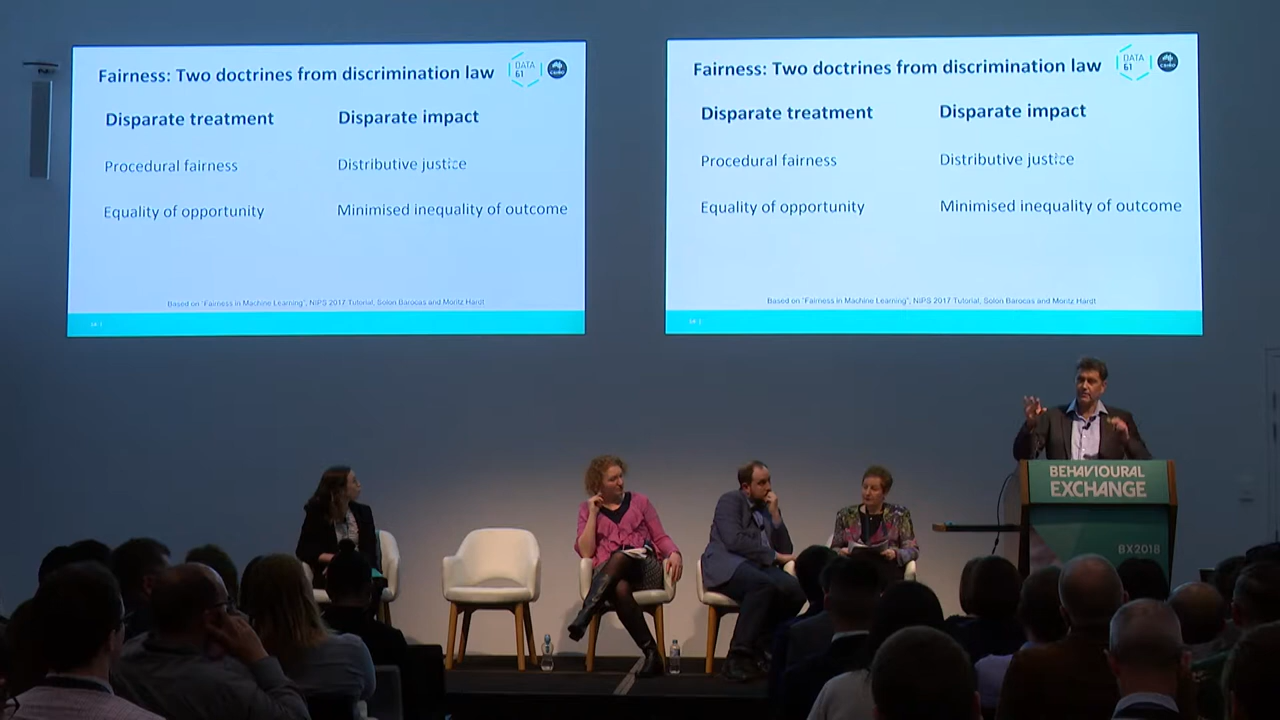 Fairness: Two doctrines from discrimination law
DATA
61
CSIRO
Disparate treatment
Disparate impact
Procedural fairness
Distributive justice
Equality of opportunity
Minimised inequality of outcome
Based on "Fairness in Machine Learning", NIPS 2017 Tutorial, Solon Barocas and Moritz Hardt
Fairness: Two doctrines from discrimination law
DATA
61
CSIRO
Disparate treatment
Disparate impact
Procedural fairness
Distributive justice
Equality of opportunity
Minimised inequality of outcome
Based on "Fairness in Machine Learning", NIPS 2017 Tutorial, Solon Barocas and Moritz Hardt
BEHAVIOURAL
EXCHANGE
BX2018